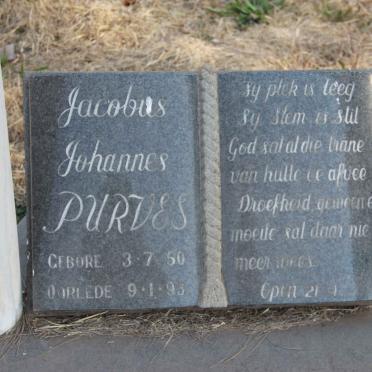 Jacobus
Johannes
PURVES
GEBORE 3·7·50
OORLEDE 9·1·93
Sy plek is leeg
Sy stem is stil
God sal al die trane
van hulle oë afvee
Droefheid, geween e
moeite sal daar nie
meer wees.
Open 21 4